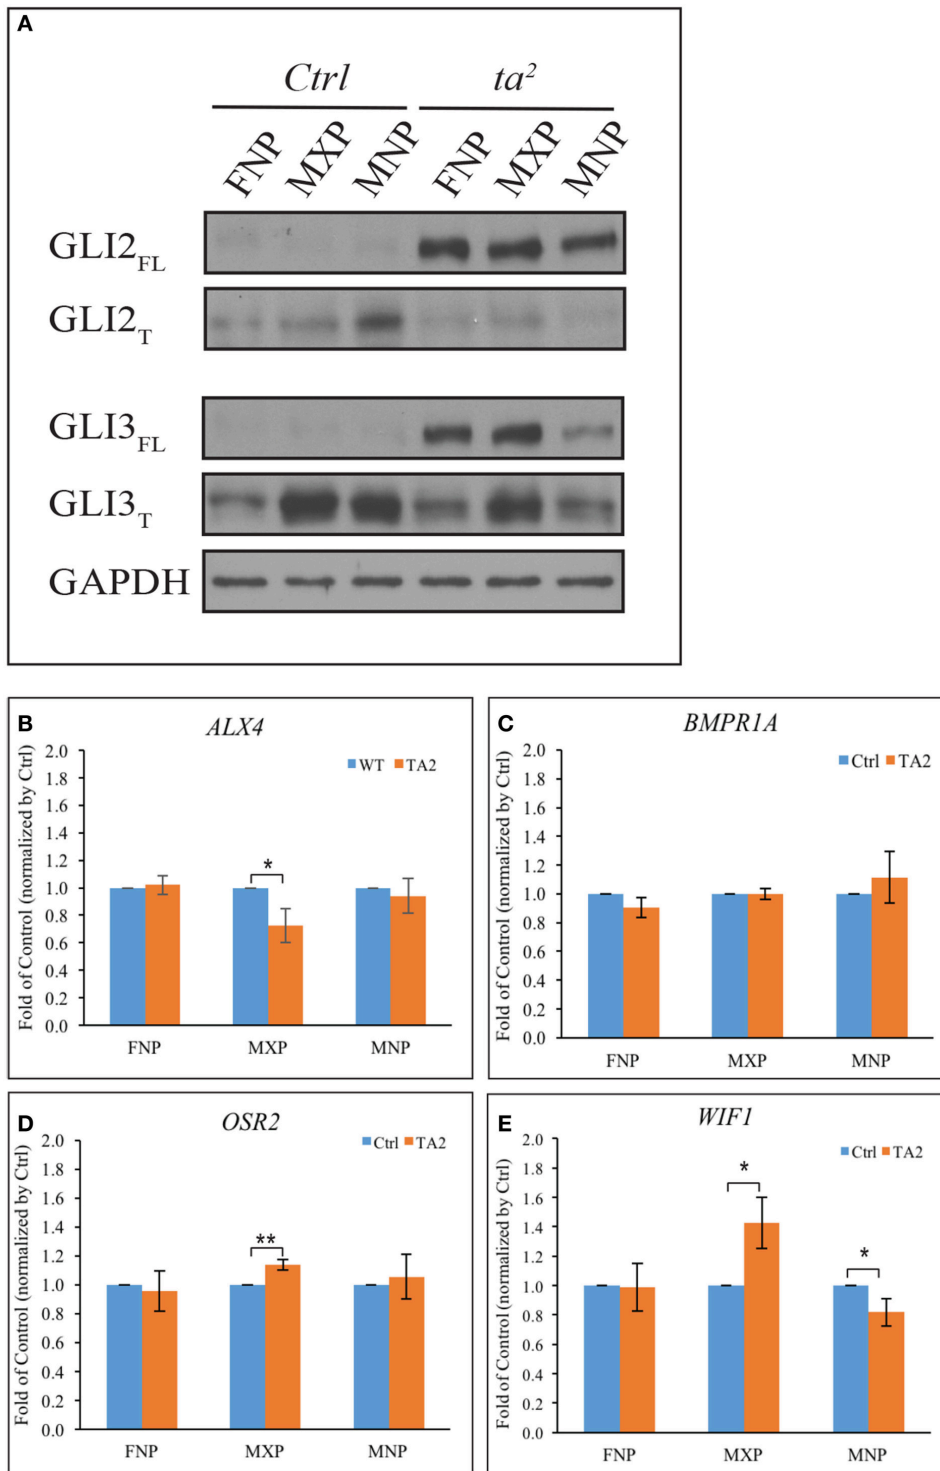 A
Ctrl ta²
FNP MXP MNP FNP MXP MNP
GLI2FL
GLI2T
GLI3FL
GLI3T
GAPDH
B
ALX4
WT TA2
Fold of Control (normalized by Ctrl)
2.0
1.8
1.6
1.4
1.2
1.0
0.8
0.6
0.4
0.2
0.0
*
FNP MXP MNP
C
BMPR1A
Ctrl TA2
Fold of Control (normalized by Ctrl)
2.0
1.8
1.6
1.4
1.2
1.0
0.8
0.6
0.4
0.2
0.0
FNP MXP MNP
D
OSR2
Ctrl TA2
Fold of Control (normalized by Ctrl)
2.0
1.8
1.6
1.4
1.2
1.0
0.8
0.6
0.4
0.2
0.0
**
FNP MXP MNP
E
WIF1
Ctrl TA2
Fold of Control (normalized by Ctrl)
2.0
1.8
1.6
1.4
1.2
1.0
0.8
0.6
0.4
0.2
0.0
* *
FNP MXP MNP